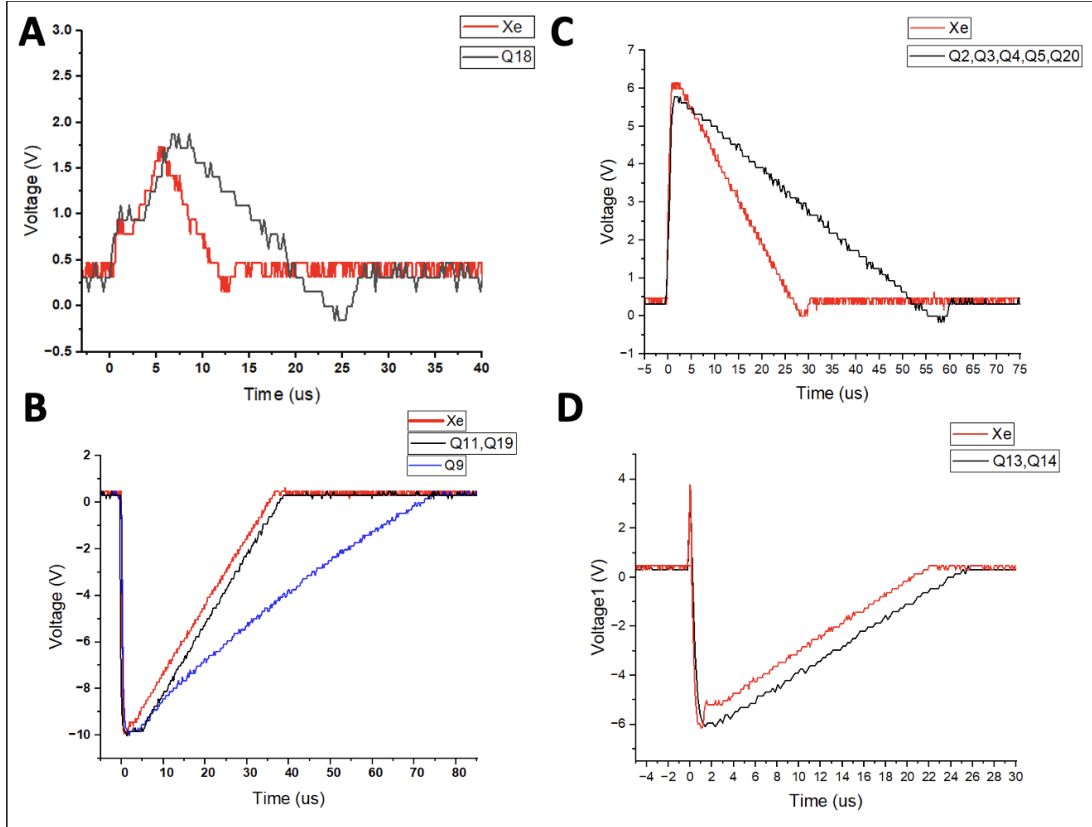 A
Xe
Q18
3.0
2.5
2.0
1.5
1.0
0.5
0.0
−0.5
Voltage (V)
0 5 10 15 20 25 30 35 40
Time (us)
C
Xe
Q2,Q3,Q4,Q5,Q20
7
6
5
4
3
2
1
0
−1
Voltage (V)
−5 0 5 10 15 20 25 30 35 40 45 50 55 60 65 70 75
Time (us)
B
Xe
Q11,Q19
Q9
2
0
−2
−4
−6
−8
−10
Voltage (V)
0 10 20 30 40 50 60 70 80
Time (us)
D
Xe
Q13,Q14
4
2
0
−2
−4
−6
Voltage1 (V)
−4 −2 0 2 4 6 8 10 12 14 16 18 20 22 24 26 28 30
Time (us)